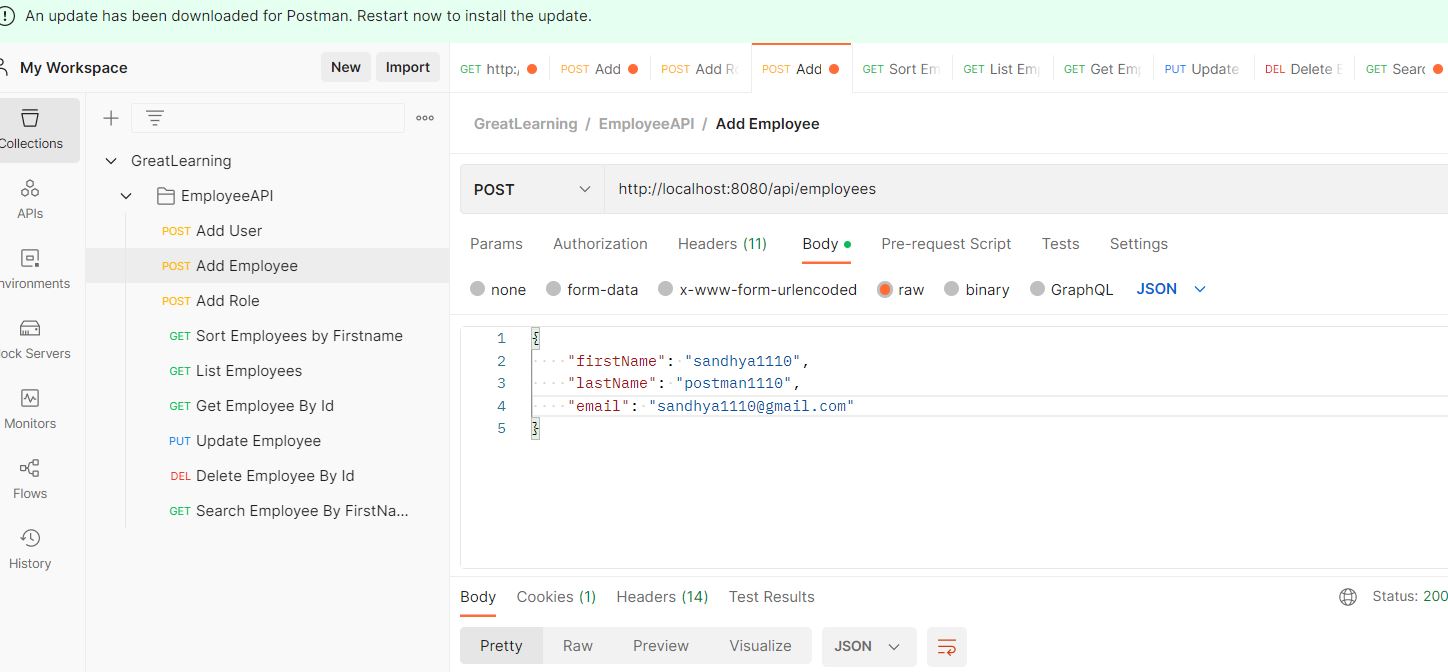 An update has been downloaded for Postman. Restart now to install the update.
My Workspace
New
Import
GET http:/
POST Add
POST Add R
POST Add
GET Sort Em
GET List Em
GET Get Em
PUT Update
DEL Delete E
GET Searc
Collections
APIs
nvironments
ock Servers
Monitors
Flows
History
GreatLearning
EmployeeAPI
POST Add User
POST Add Employee
POST Add Role
GET Sort Employees by Firstname
GET List Employees
GET Get Employee By Id
PUT Update Employee
DEL Delete Employee By Id
GET Search Employee By FirstNa...
GreatLearning / EmployeeAPI / Add Employee
POST
http://localhost:8080/api/employees
Params Authorization Headers (11) Body Pre-request Script Tests Settings
none form-data x-www-form-urlencoded raw binary GraphQL JSON
1 {
2 "firstName": "sandhya1110",
3 "lastName": "postman1110",
4 "email": "sandhya1110@gmail.com"
5 }
Body Cookies (1) Headers (14) Test Results
Status: 200
Pretty Raw Preview Visualize JSON